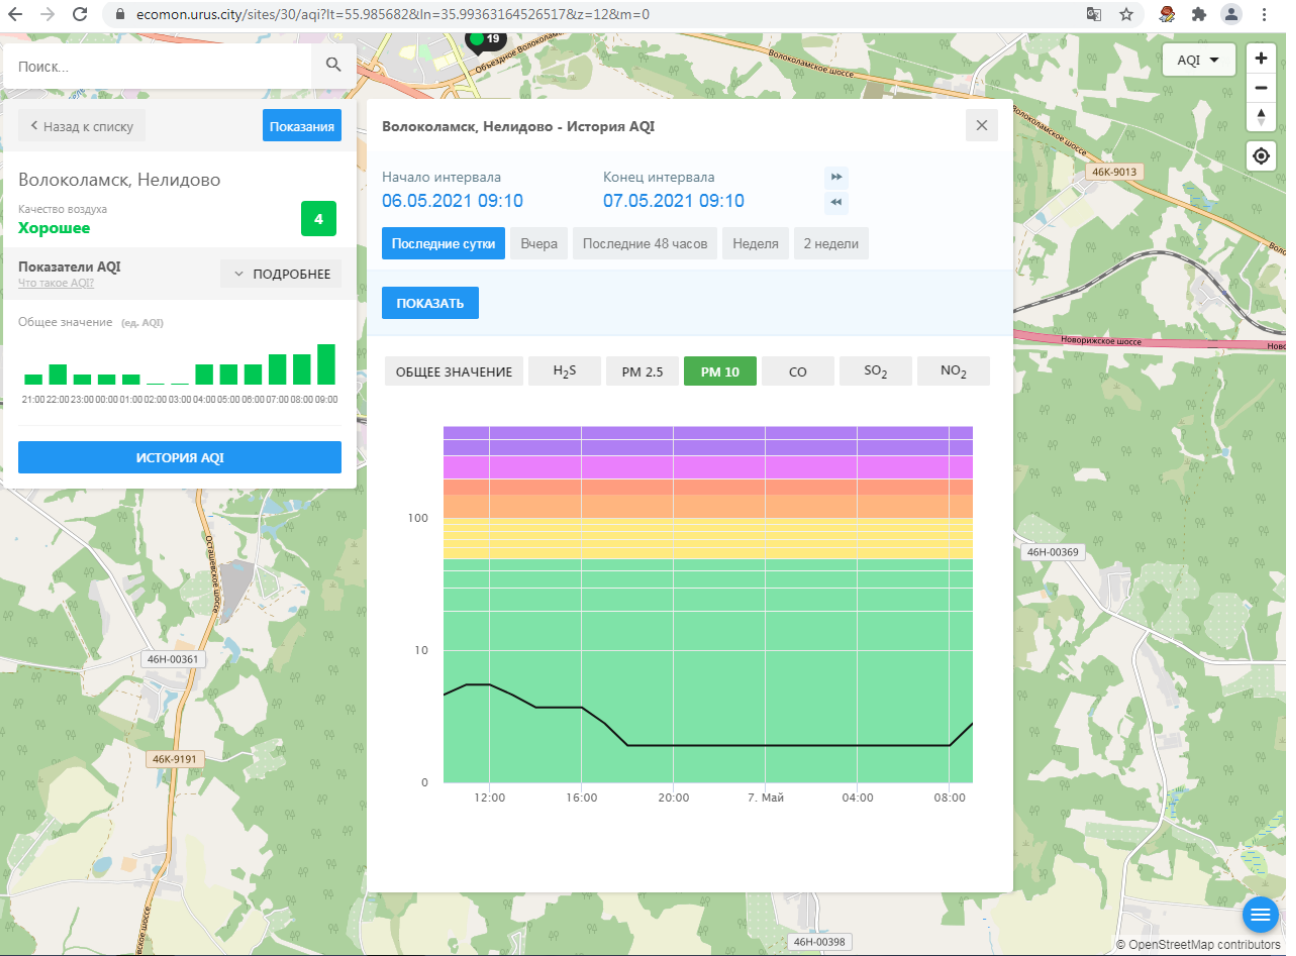 ecomon.urus.city/sites/30/aqi?lt=55.985682&ln=35.99363164526517&z=12&m=0
19
Объездное Волоколам
Волоколамское шоссе
Поиск...
AQI
Назад к списку
Показания
Волоколамск, Нелидово - История AQI
Волоколамское шоссе
46К-9013
Волоколамск, Нелидово
Начало интервала
Конец интервала
06.05.2021 09:10
07.05.2021 09:10
Качество воздуха
Хорошее
4
Последние сутки
Вчера
Последние 48 часов
Неделя
2 недели
Показатели AQI
Что такое AQI?
ПОДРОБНЕЕ
ПОКАЗАТЬ
Общее значение (ед. AQI)
Новорижское шоссе
Ново
ОБЩЕЕ ЗНАЧЕНИЕ
H2S
PM 2.5
PM 10
CO
SO2
NO2
21:00 22:00 23:00 00:00 01:00 02:00 03:00 04:00 05:00 06:00 07:00 08:00 09:00
ИСТОРИЯ AQI
100
Осташевское шоссе
46Н-00369
10
46Н-00361
46К-9191
0
12:00
16:00
20:00
7. Май
04:00
08:00
46Н-00398
© OpenStreetMap contributors